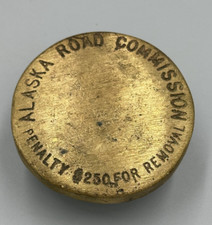 ALASKA ROAD COMMISSION
PENALTY $250 FOR REMOVAL